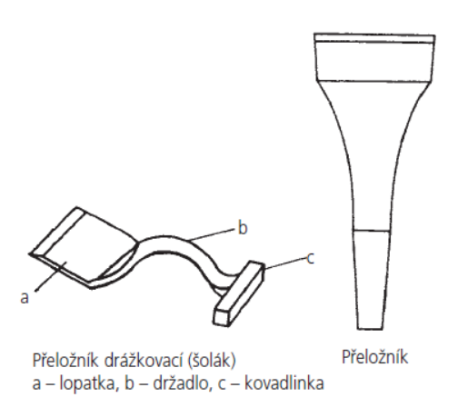 b
c
a
Přeložník drážkovací (šolák)
a – lopatka, b – držadlo, c – kovadlinka
Přeložník